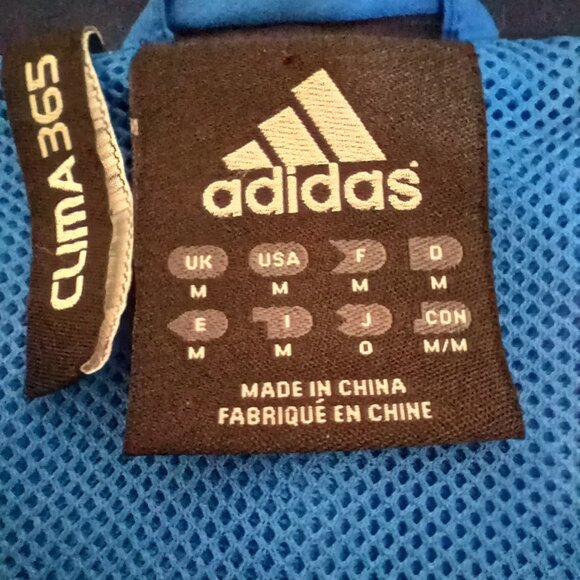 CLIMA365
adidas
UK USA F D
M M M M
E I J CDN
M M O M/M
MADE IN CHINA
FABRIQUÉ EN CHINE